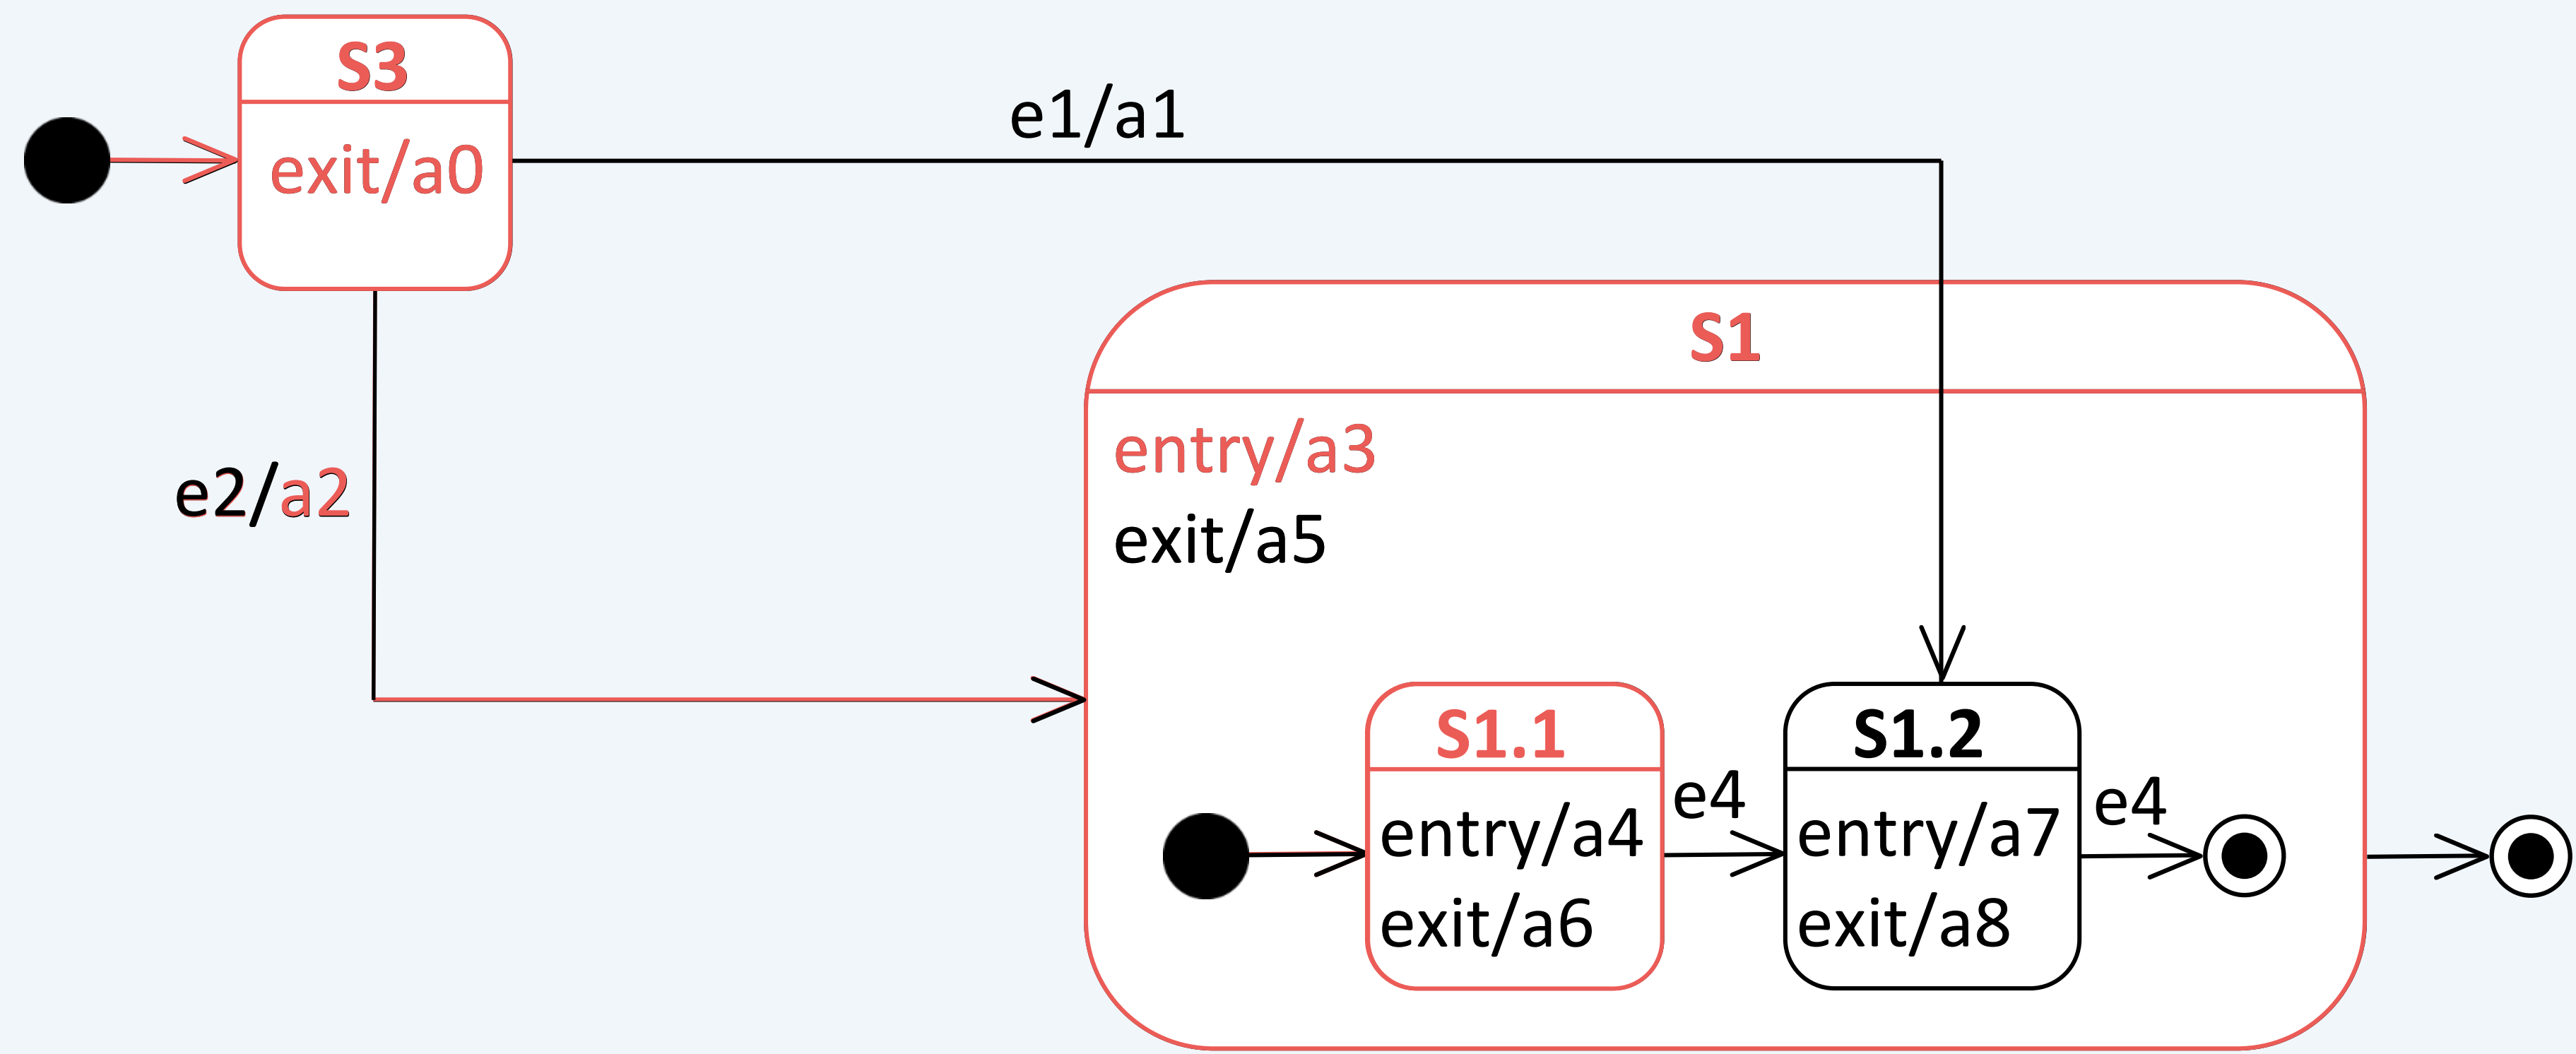 S3
exit/a0
e1/a1
S1
entry/a3
exit/a5
e2/a2
S1.1
entry/a4
exit/a6
e4
S1.2
entry/a7
exit/a8
e4